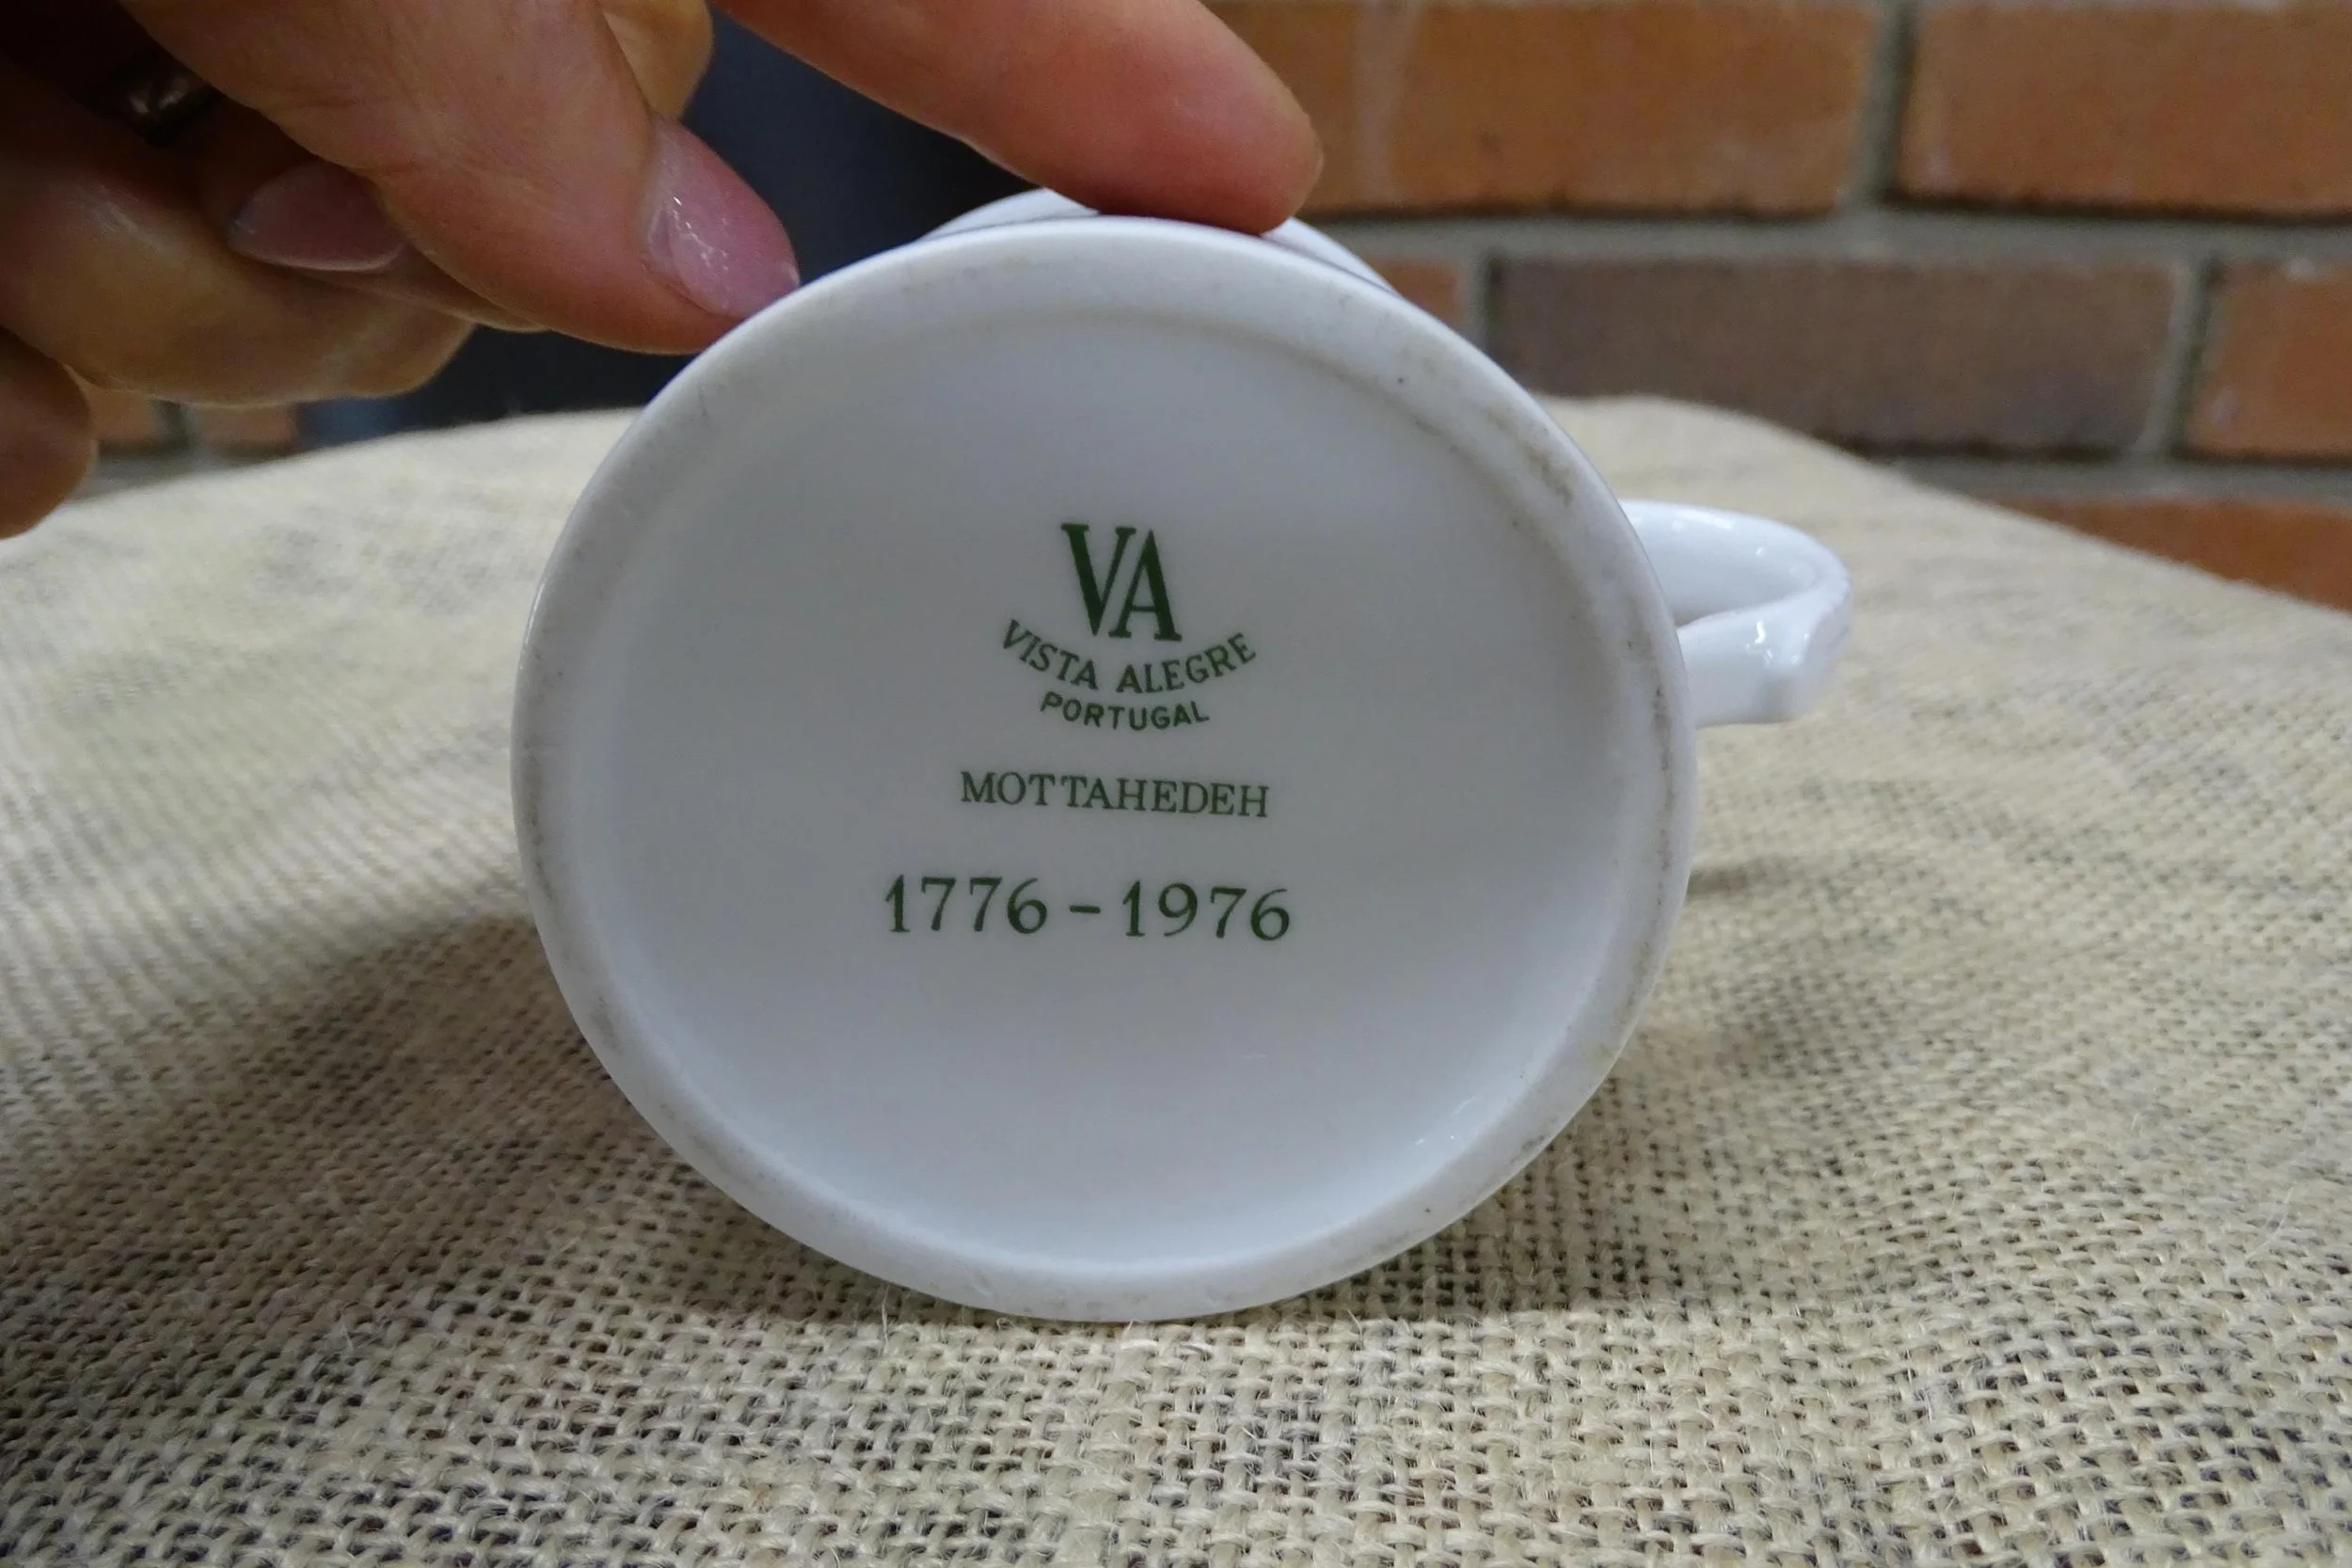 VA
VISTA ALEGRE
PORTUGAL
MOTTAHEDEH
1776-1976